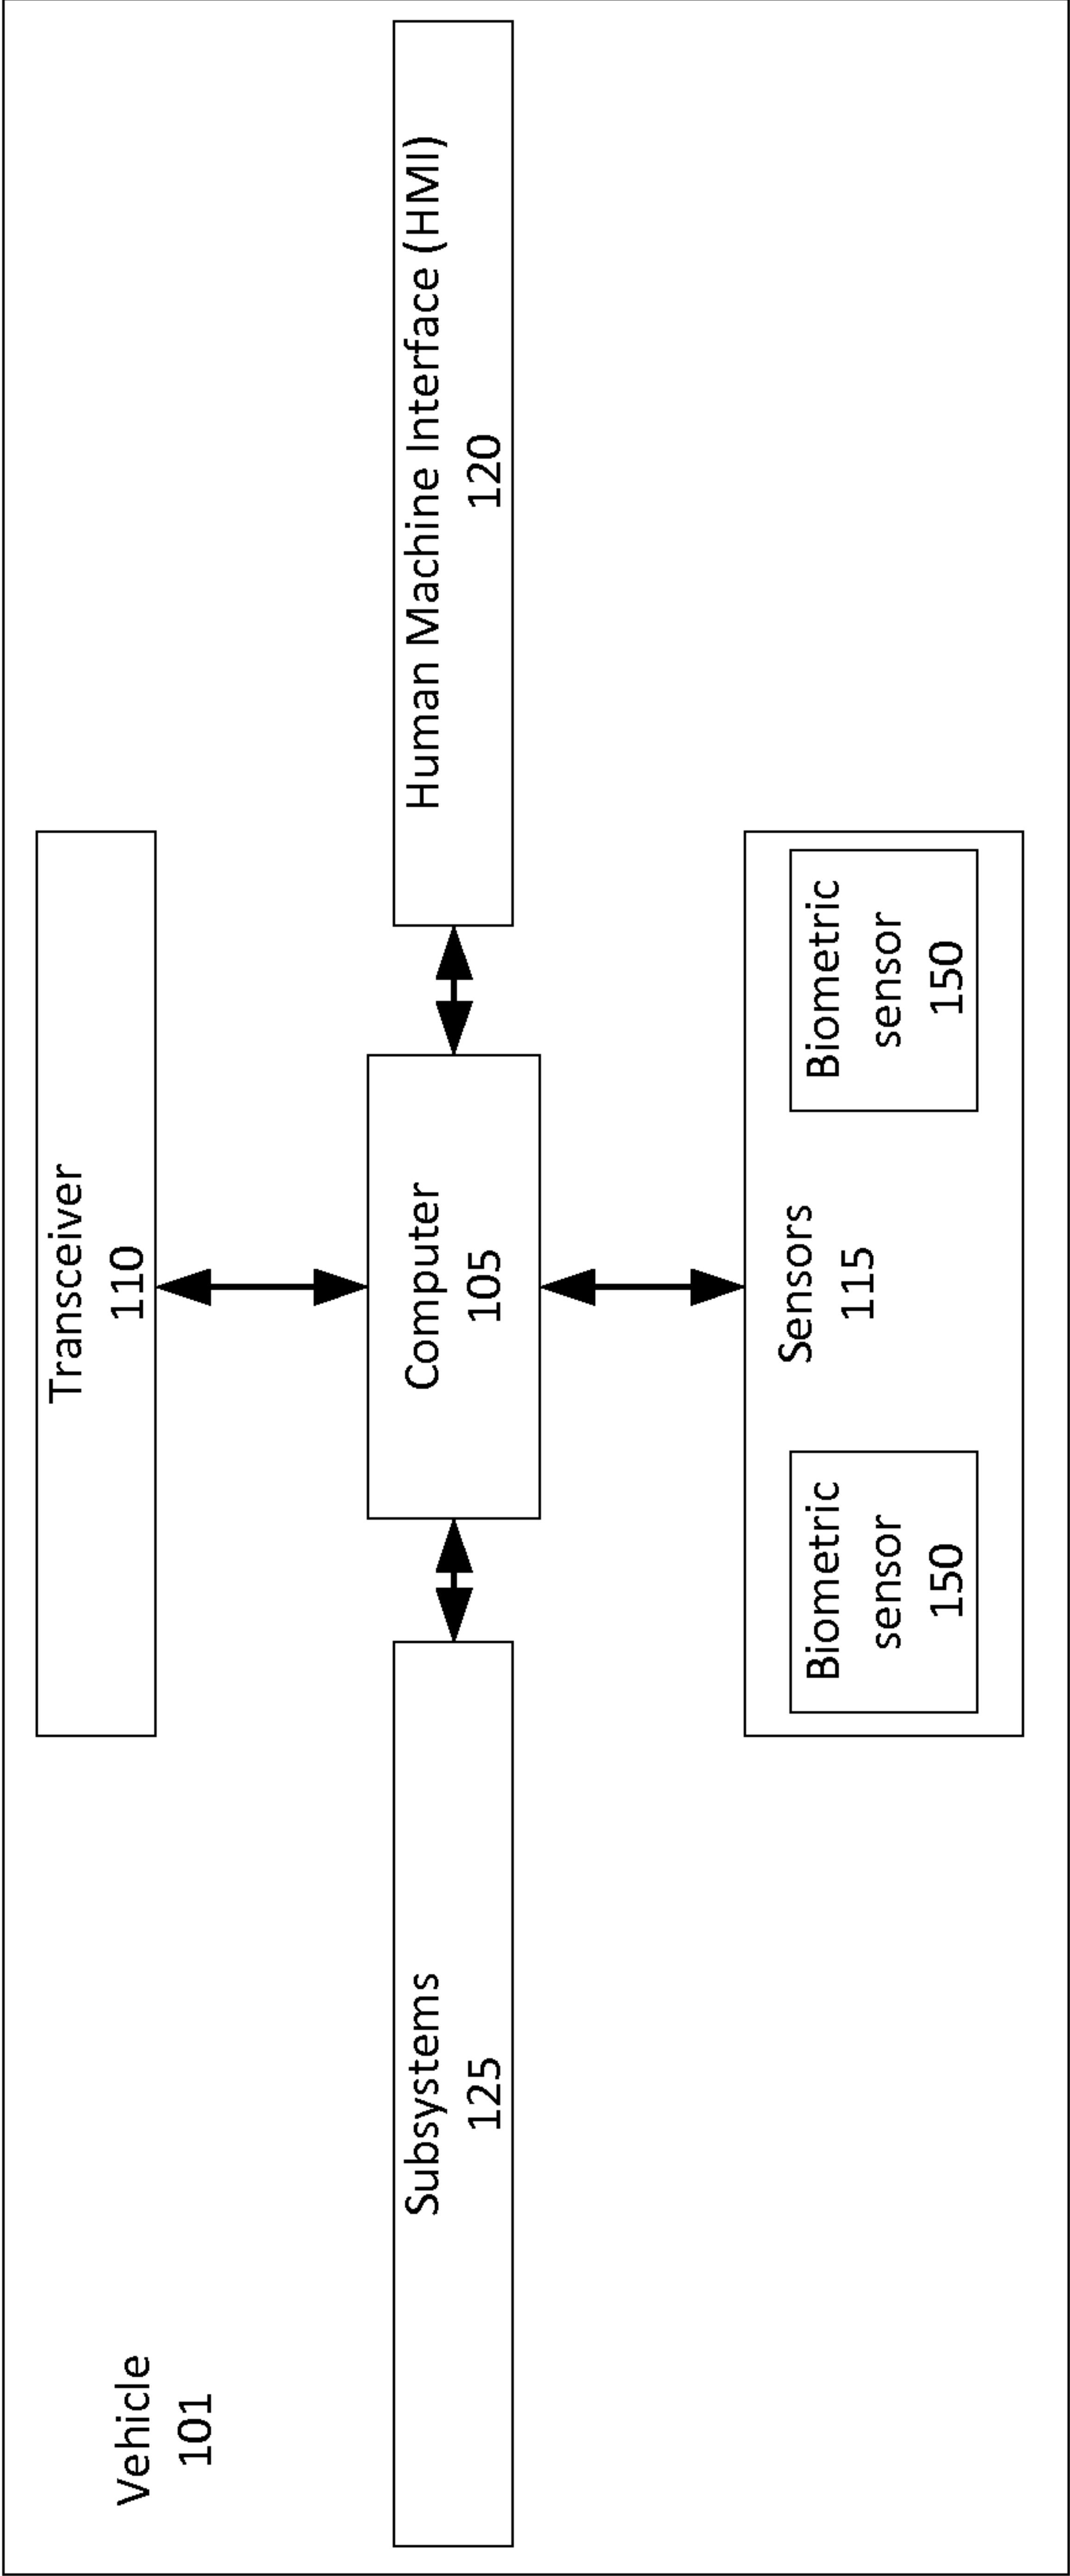 Vehicle
101
Transceiver
110
Subsystems
125
Computer
105
Human Machine Interface (HMI)
120
Sensors
115
Biometric
sensor
150
Biometric
sensor
150